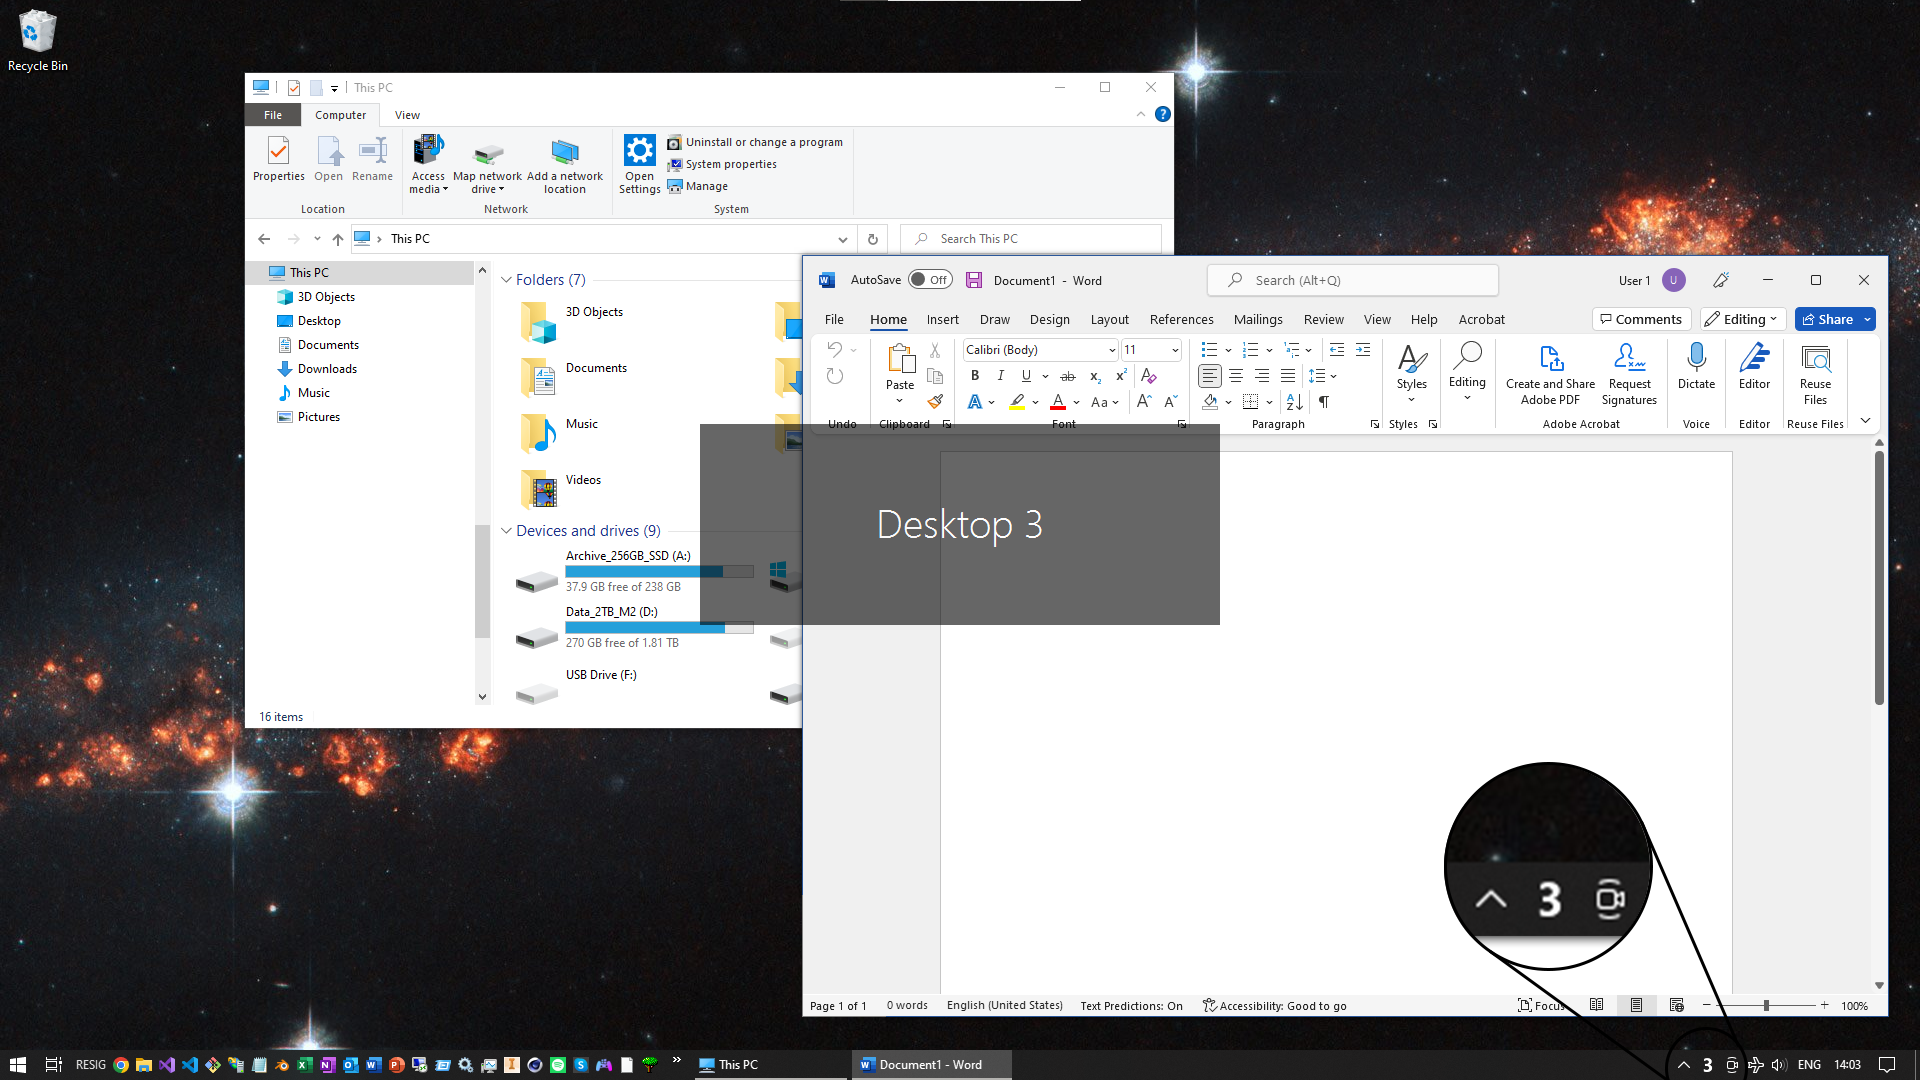 Recycle Bin
This PC
File
Computer
View
Properties
Open
Rename
Access media
Map network drive
Add a network location
Open Settings
Uninstall or change a program
System properties
Manage
Location
Network
System
This PC
Search This PC
This PC
3D Objects
Desktop
Documents
Downloads
Music
Pictures
Folders (7)
3D Objects
Documents
Music
Videos
Devices and drives (9)
Archive_256GB_SSD (A:)
37.9 GB free of 238 GB
Data_2TB_M2 (D:)
270 GB free of 1.81 TB
USB Drive (F:)
16 items
AutoSave
Off
Document1 - Word
Search (Alt+Q)
User 1
U
File
Home
Insert
Draw
Design
Layout
References
Mailings
Review
View
Help
Acrobat
Comments
Editing
Share
Paste
Calibri (Body)
11
Styles
Editing
Create and Share
Adobe PDF
Request
Signatures
Dictate
Editor
Reuse
Files
Undo
Clipboard
Font
Paragraph
Styles
Adobe Acrobat
Voice
Editor
Reuse Files
Desktop 3
3
Page 1 of 1
0 words
English (United States)
Text Predictions: On
Accessibility: Good to go
Focus
100%
RESIG
This PC
Document1 - Word
3
ENG
14:03